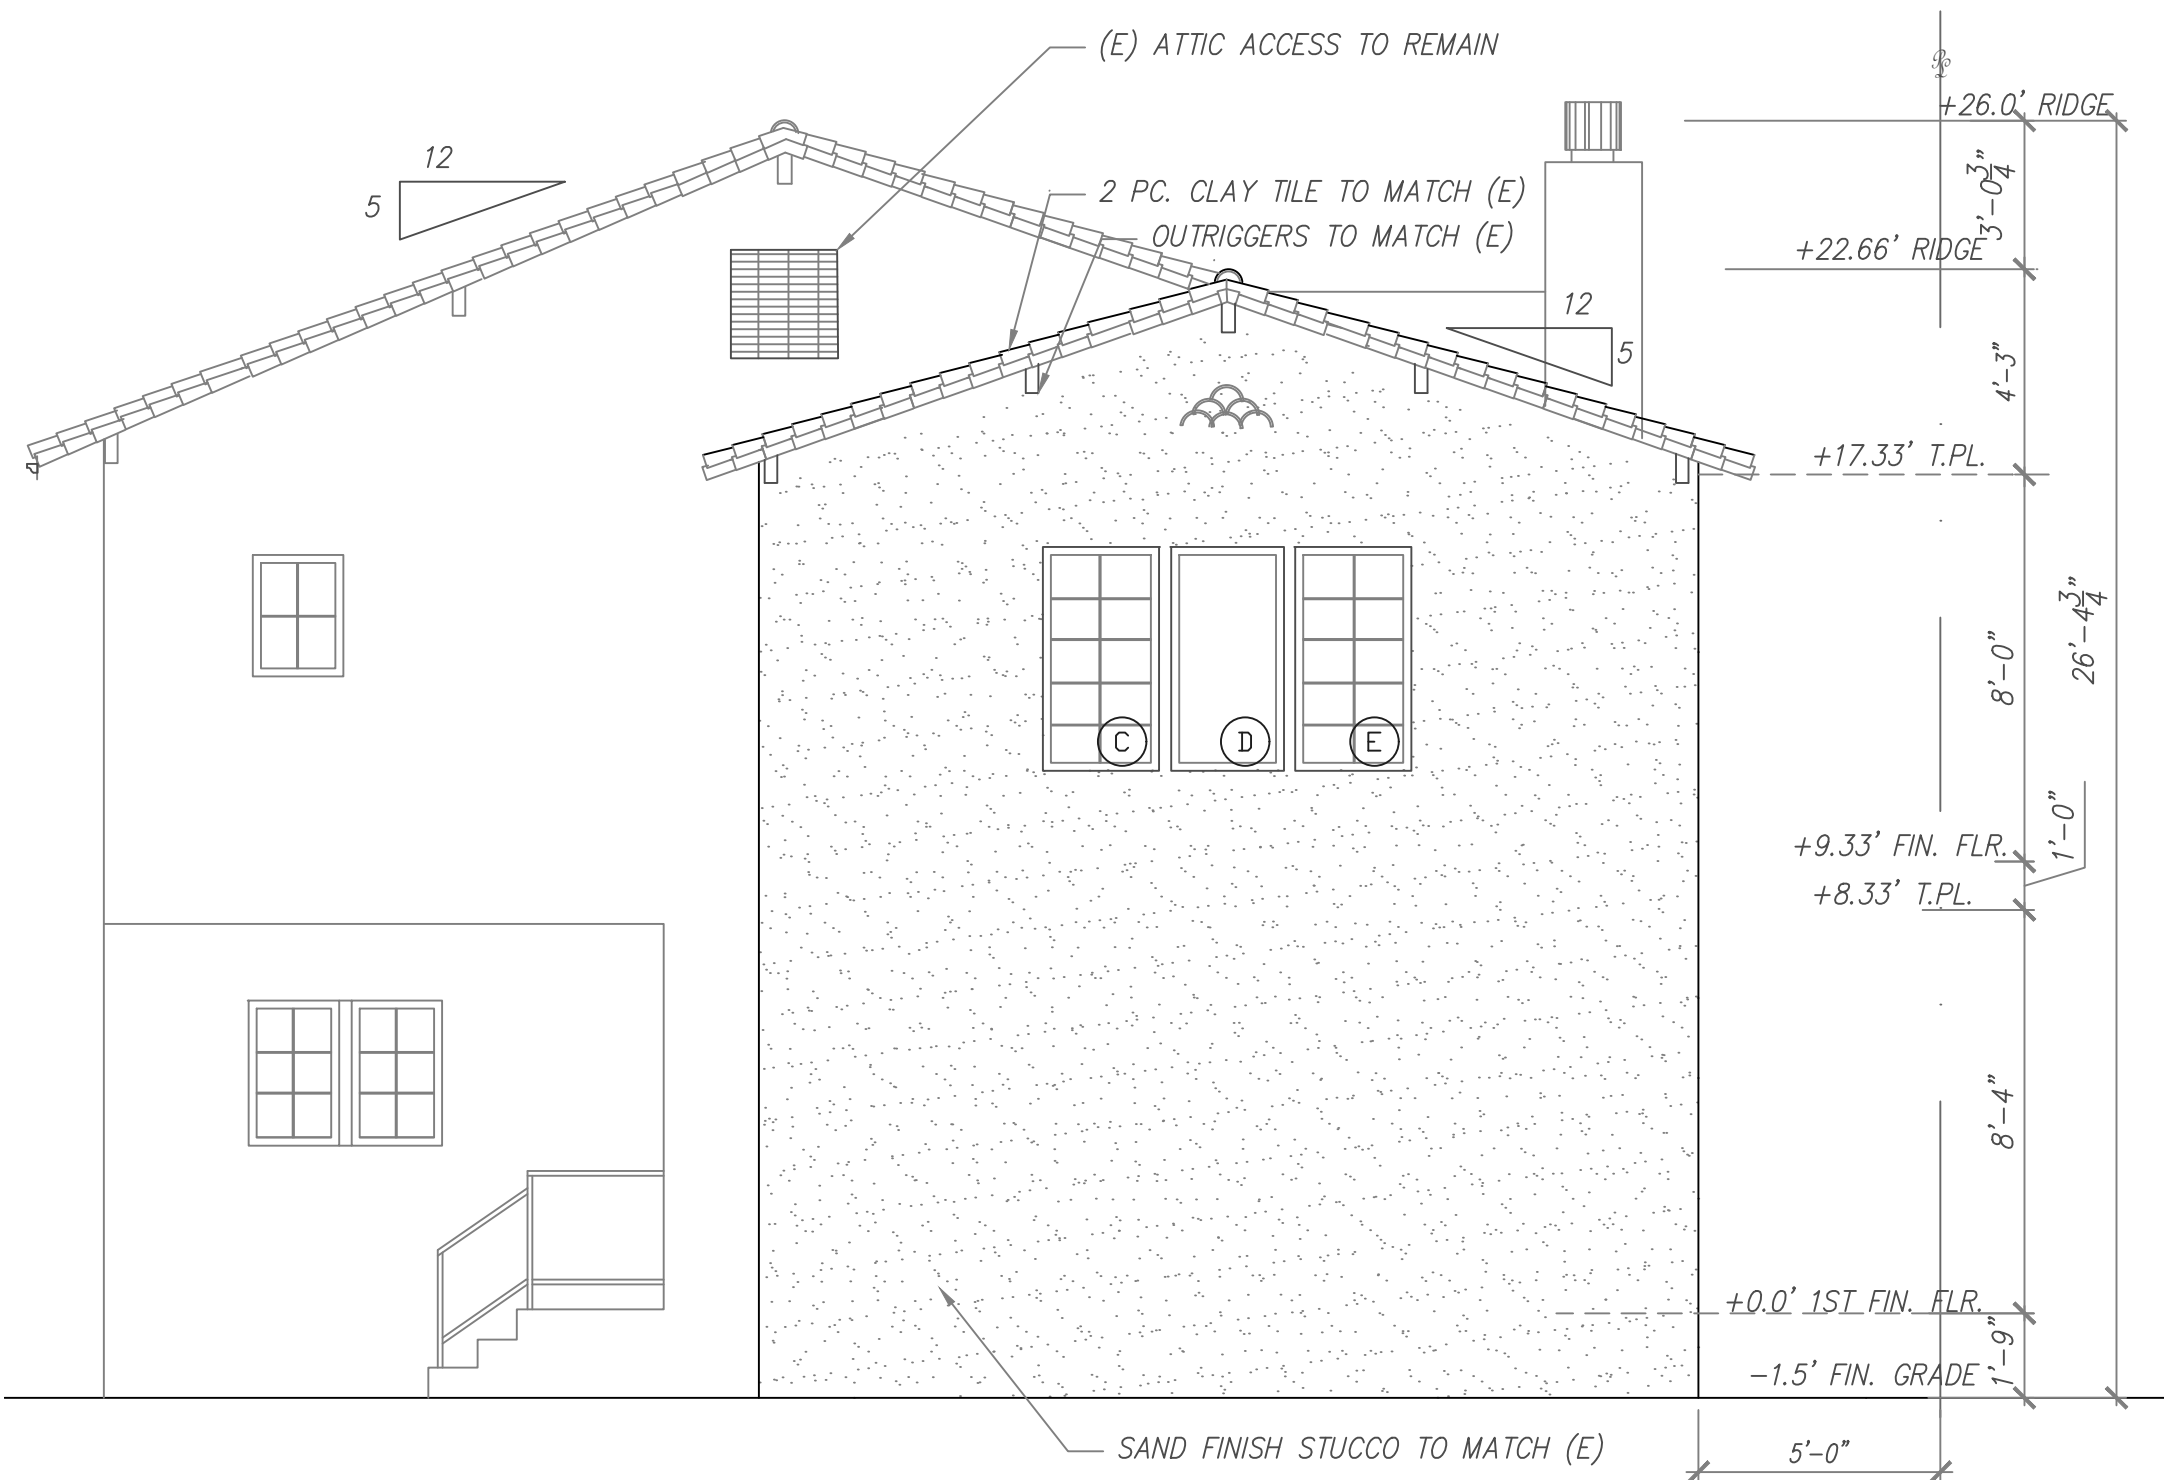 (E) ATTIC ACCESS TO REMAIN
℄
+26.0' RIDGE
12
5
3'-0 3/4"
2 PC. CLAY TILE TO MATCH (E)
OUTRIGGERS TO MATCH (E)
+22.66' RIDGE
12
5
4'-3"
+17.33' T.PL.
8'-0"
26'-4 3/4"
C
D
E
1'-0"
+9.33' FIN. FLR.
+8.33' T.PL.
8'-4"
+0.0' 1ST FIN. FLR.
1'-9"
-1.5' FIN. GRADE
SAND FINISH STUCCO TO MATCH (E)
5'-0"